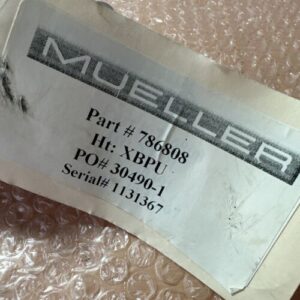 MUELLER
Part # 786808
Ht: XBPU
PO# 30490-1
Serial# 1131367